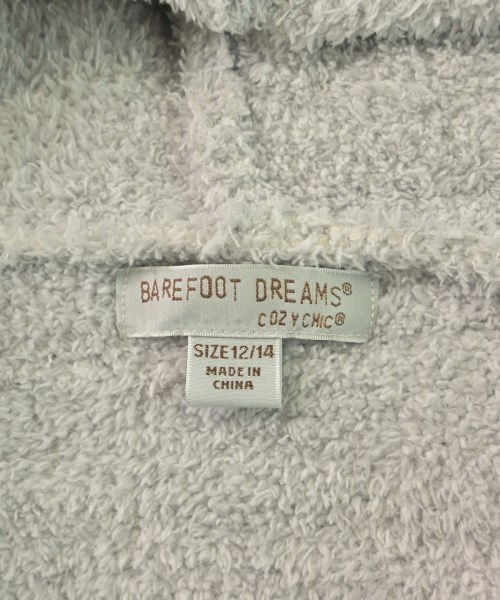 BAREFOOT DREAMS®
COZYCHIC®
SIZE12/14
MADE IN
CHINA